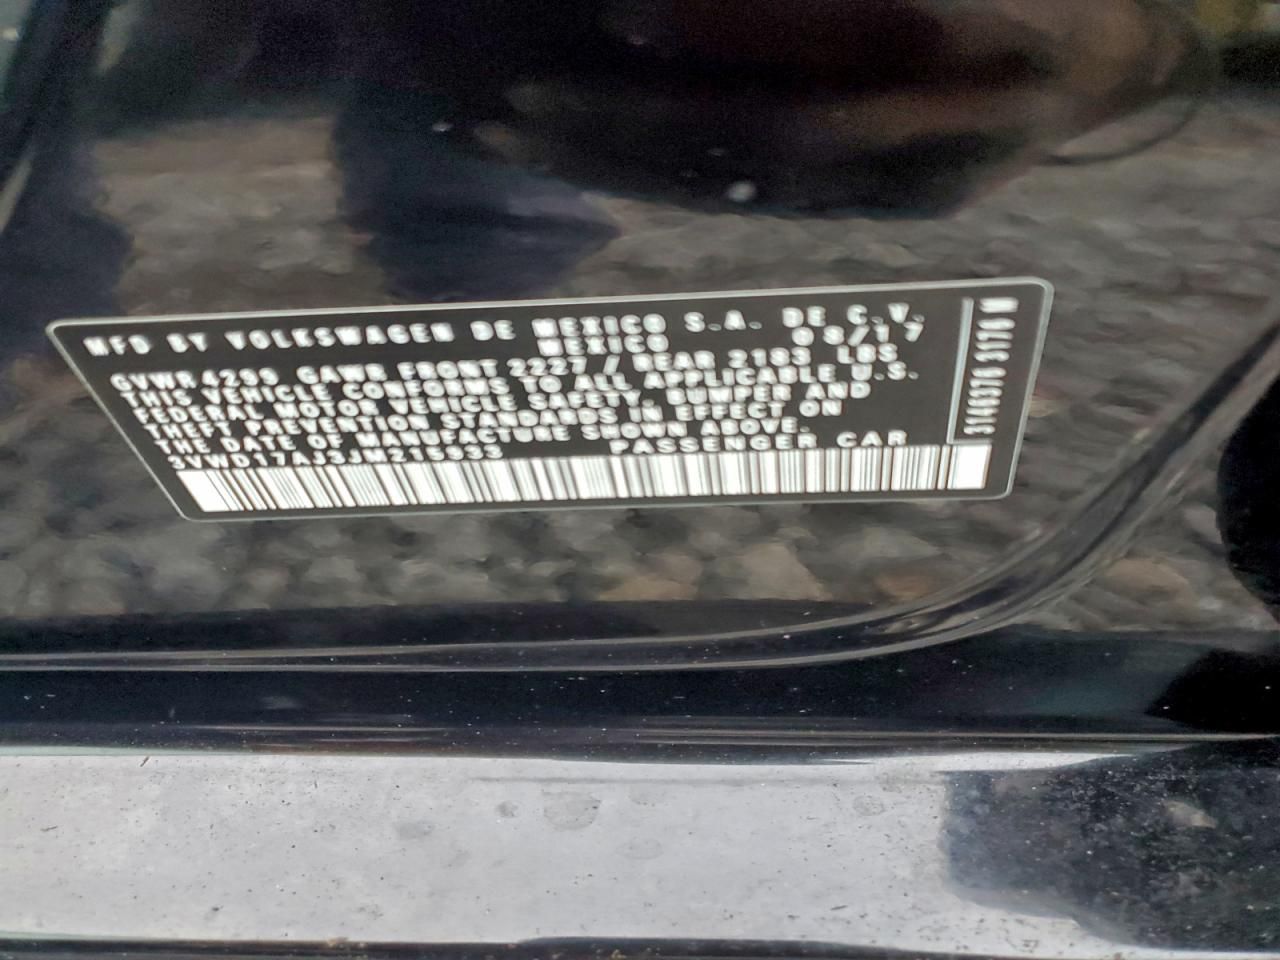 MFD BY VOLKSWAGEN DE MEXICO S.A. DE C.V.
MEXICO 08/17
GVWR 4299 GAWR FRONT 2227 / REAR 2183 LBS
THIS VEHICLE CONFORMS TO ALL APPLICABLE U.S.
FEDERAL MOTOR VEHICLE SAFETY, BUMPER AND
THEFT PREVENTION STANDARDS IN EFFECT ON
THE DATE OF MANUFACTURE SHOWN ABOVE.
3VWD17AJ3JM215933 PASSENGER CAR